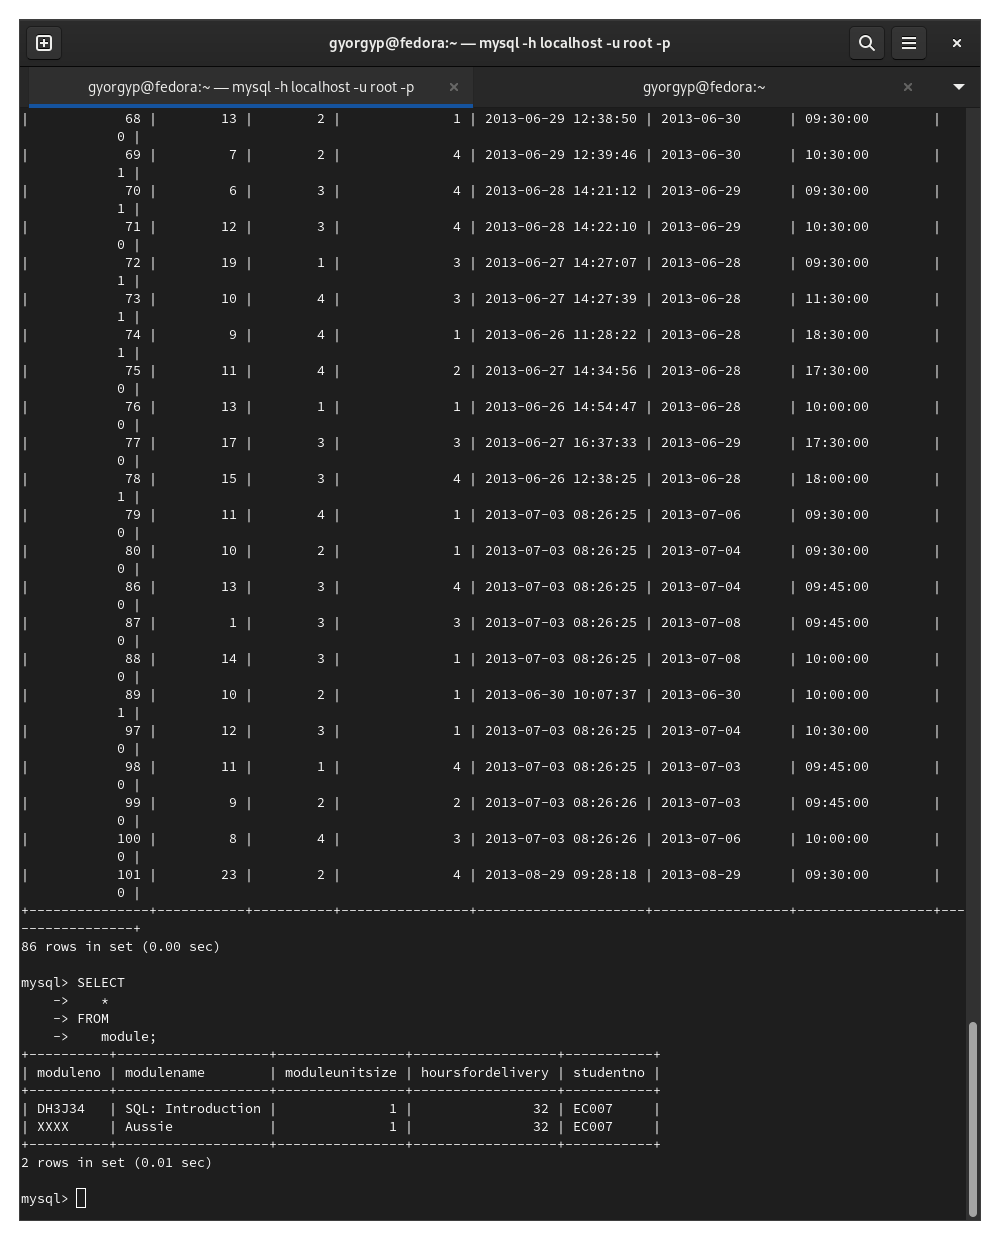 gyorgyp@fedora:~ — mysql -h localhost -u root -p
gyorgyp@fedora:~ — mysql -h localhost -u root -p × gyorgyp@fedora:~ ×
|            68 |        13 |        2 |              1 | 2013-06-29 12:38:50 | 2013-06-30      | 09:30:00        |
            0 |
|            69 |         7 |        2 |              4 | 2013-06-29 12:39:46 | 2013-06-30      | 10:30:00        |
            1 |
|            70 |         6 |        3 |              4 | 2013-06-28 14:21:12 | 2013-06-29      | 09:30:00        |
            1 |
|            71 |        12 |        3 |              4 | 2013-06-28 14:22:10 | 2013-06-29      | 10:30:00        |
            0 |
|            72 |        19 |        1 |              3 | 2013-06-27 14:27:07 | 2013-06-28      | 09:30:00        |
            1 |
|            73 |        10 |        4 |              3 | 2013-06-27 14:27:39 | 2013-06-28      | 11:30:00        |
            1 |
|            74 |         9 |        4 |              1 | 2013-06-26 11:28:22 | 2013-06-28      | 18:30:00        |
            1 |
|            75 |        11 |        4 |              2 | 2013-06-27 14:34:56 | 2013-06-28      | 17:30:00        |
            0 |
|            76 |        13 |        1 |              1 | 2013-06-26 14:54:47 | 2013-06-28      | 10:00:00        |
            0 |
|            77 |        17 |        3 |              3 | 2013-06-27 16:37:33 | 2013-06-29      | 17:30:00        |
            0 |
|            78 |        15 |        3 |              4 | 2013-06-26 12:38:25 | 2013-06-28      | 18:00:00        |
            1 |
|            79 |        11 |        4 |              1 | 2013-07-03 08:26:25 | 2013-07-06      | 09:30:00        |
            0 |
|            80 |        10 |        2 |              1 | 2013-07-03 08:26:25 | 2013-07-04      | 09:30:00        |
            0 |
|            86 |        13 |        3 |              4 | 2013-07-03 08:26:25 | 2013-07-04      | 09:45:00        |
            0 |
|            87 |         1 |        3 |              3 | 2013-07-03 08:26:25 | 2013-07-08      | 09:45:00        |
            0 |
|            88 |        14 |        3 |              1 | 2013-07-03 08:26:25 | 2013-07-08      | 10:00:00        |
            0 |
|            89 |        10 |        2 |              1 | 2013-06-30 10:07:37 | 2013-06-30      | 10:00:00        |
            1 |
|            97 |        12 |        3 |              1 | 2013-07-03 08:26:25 | 2013-07-04      | 10:30:00        |
            0 |
|            98 |        11 |        1 |              4 | 2013-07-03 08:26:25 | 2013-07-03      | 09:45:00        |
            0 |
|            99 |         9 |        2 |              2 | 2013-07-03 08:26:26 | 2013-07-03      | 09:45:00        |
            0 |
|           100 |         8 |        4 |              3 | 2013-07-03 08:26:26 | 2013-07-06      | 10:00:00        |
            0 |
|           101 |        23 |        2 |              4 | 2013-08-29 09:28:18 | 2013-08-29      | 09:30:00        |
            0 |
+---------------+-----------+----------+----------------+---------------------+-----------------+-----------------+---
--------------+
86 rows in set (0.00 sec)
mysql> SELECT
    ->    *
    -> FROM
    ->    module;
+----------+-------------------+----------------+------------------+-----------+
| moduleno | modulename        | moduleunitsize | hoursfordelivery | studentno |
+----------+-------------------+----------------+------------------+-----------+
| DH3J34   | SQL: Introduction |              1 |               32 | EC007     |
| XXXX     | Aussie            |              1 |               32 | EC007     |
+----------+-------------------+----------------+------------------+-----------+
2 rows in set (0.01 sec)
mysql>